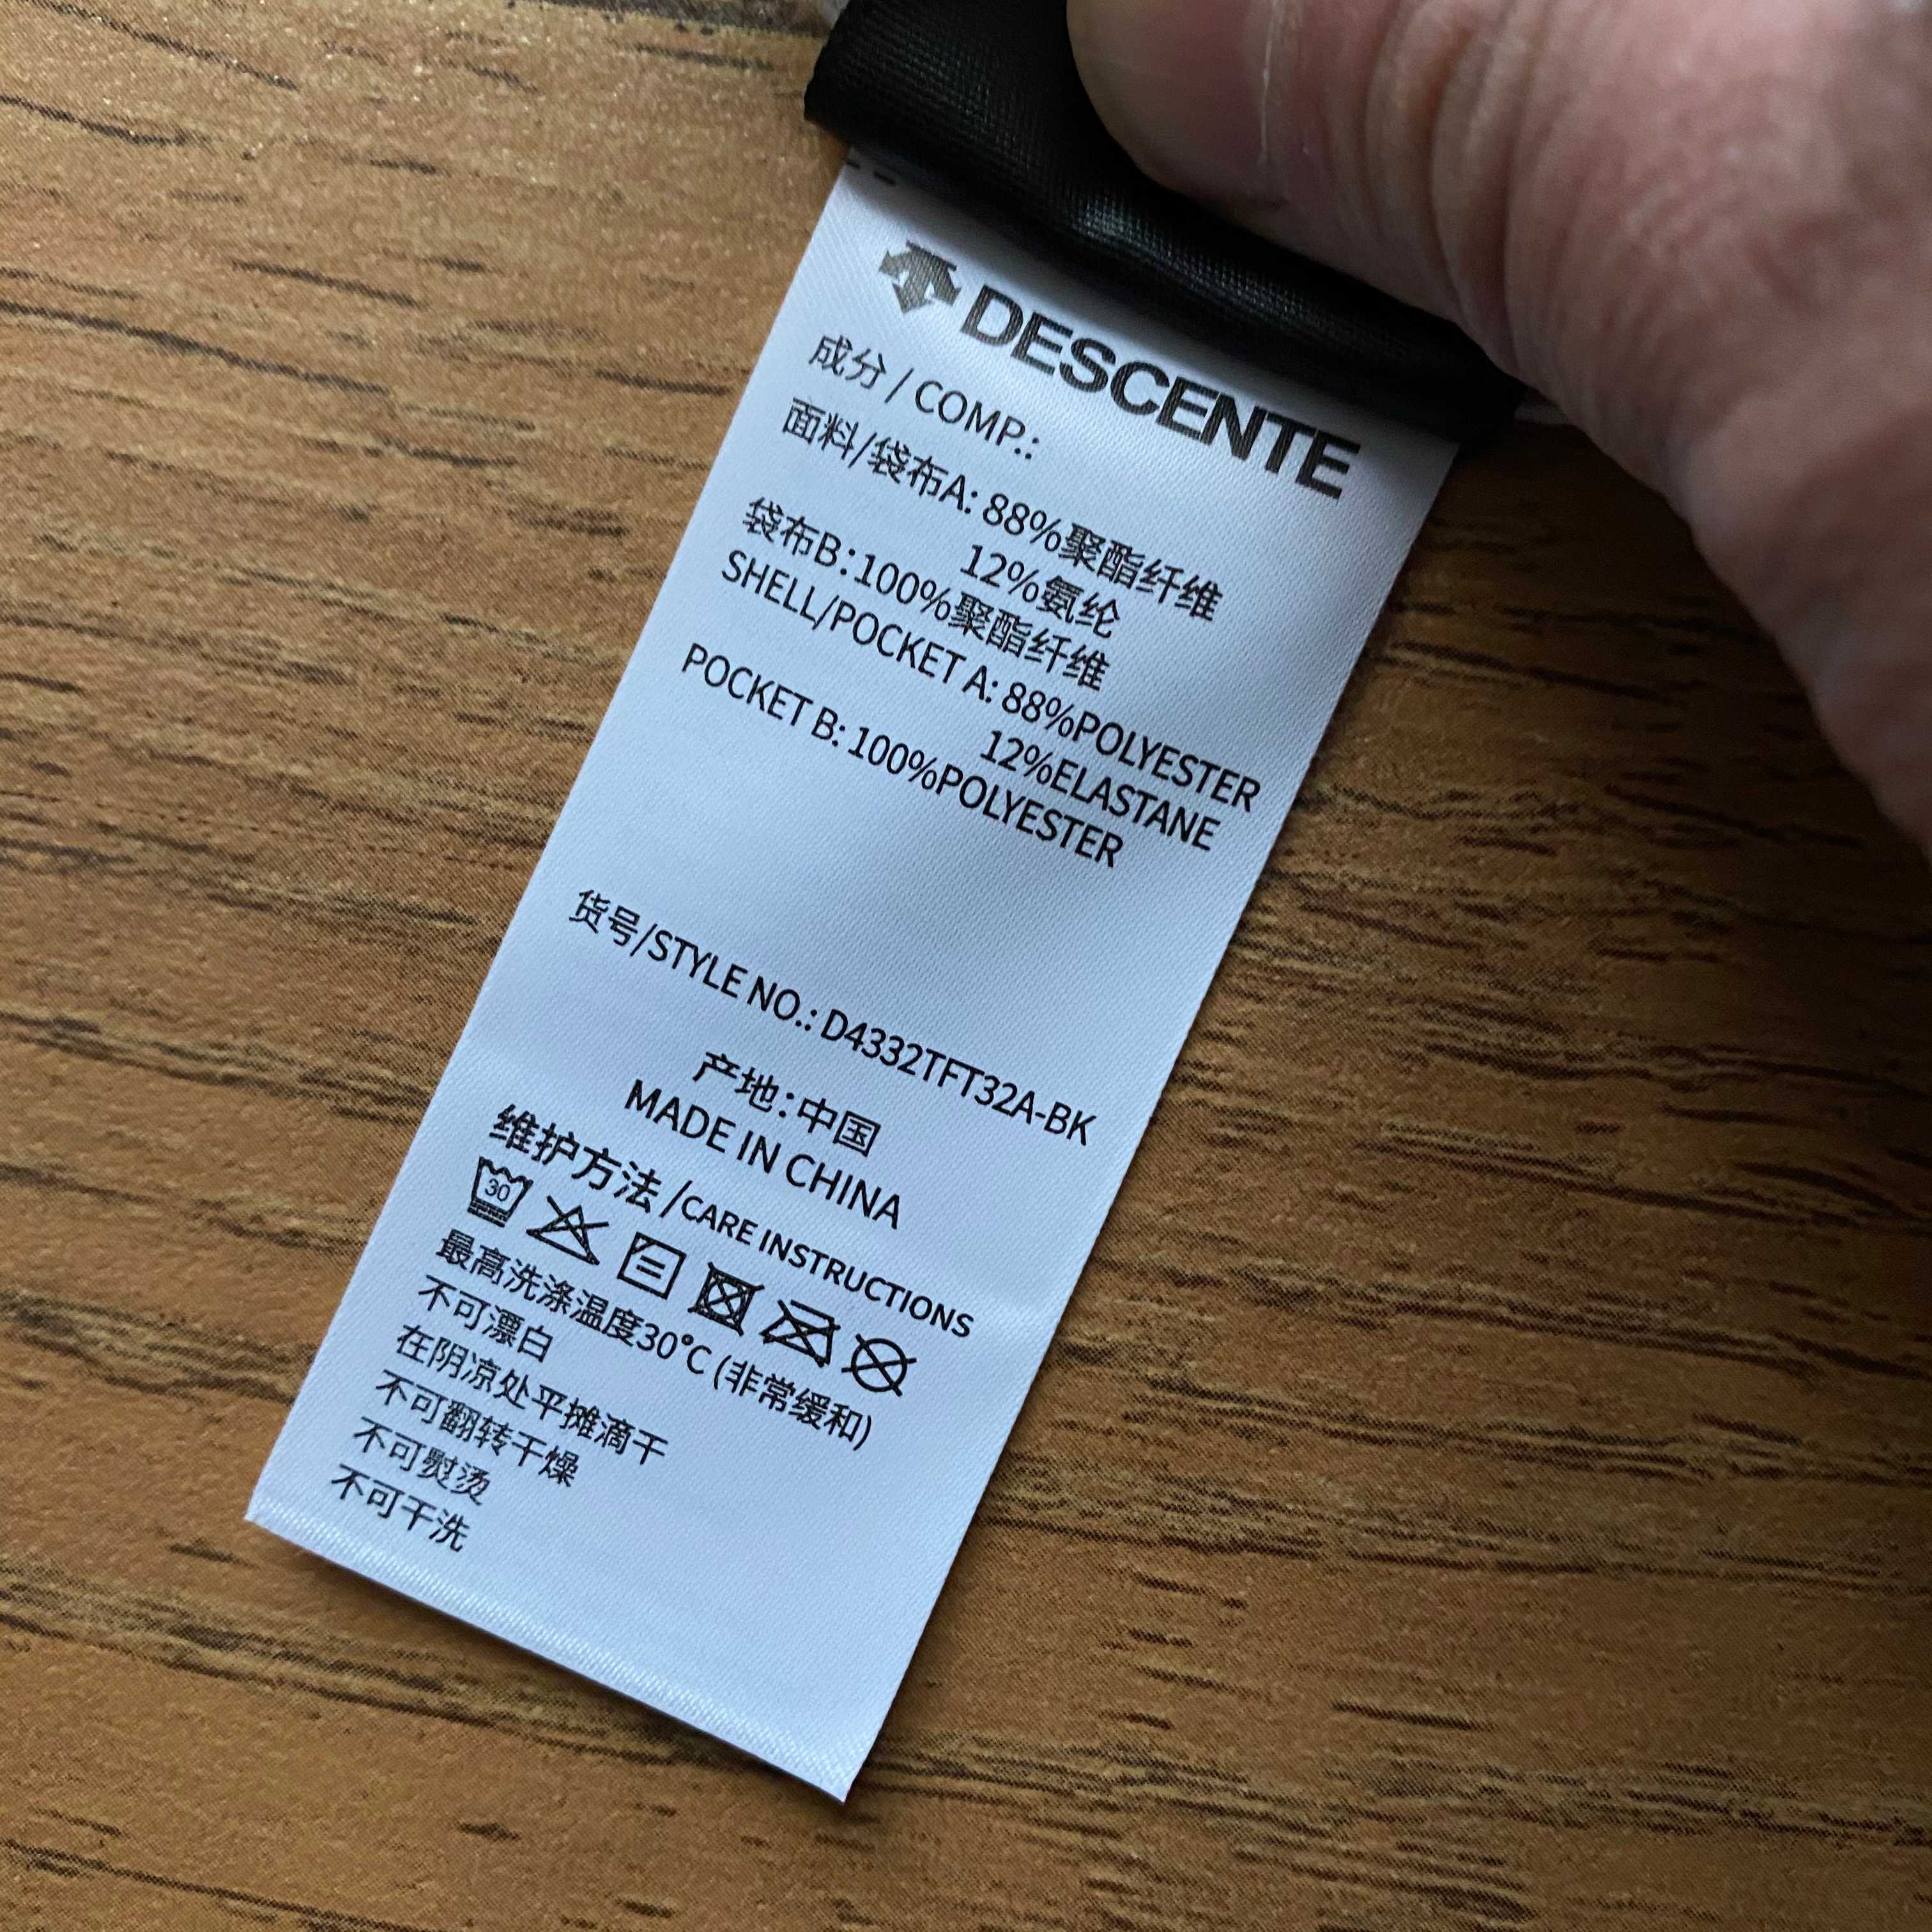 DESCENTE
成分 / COMP.:
面料/袋布A: 88%聚酯纤维
12%氨纶
袋布B:100%聚酯纤维
SHELL/POCKET A: 88%POLYESTER
12%ELASTANE
POCKET B: 100%POLYESTER
货号/STYLE NO.: D4332TFT32A-BK
产地:中国
MADE IN CHINA
维护方法 /CARE INSTRUCTIONS
30
最高洗涤温度30°C (非常缓和)
不可漂白
在阴凉处平摊滴干
不可翻转干燥
不可熨烫
不可干洗